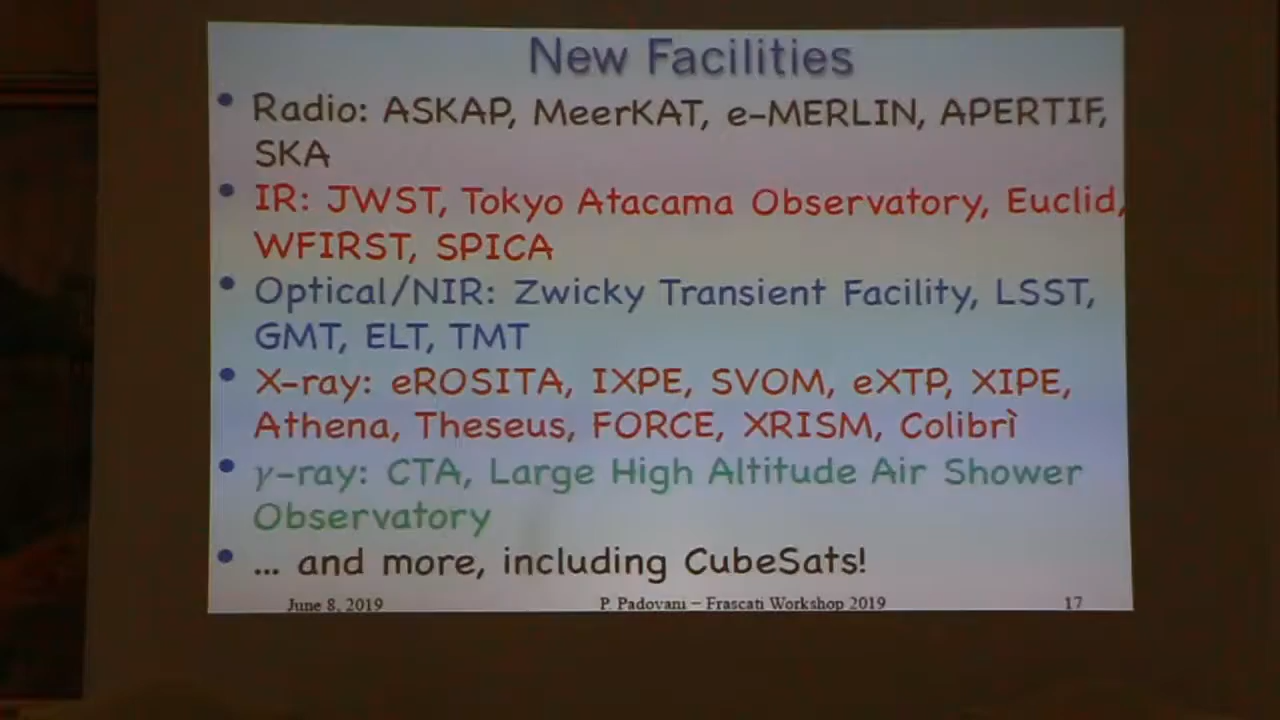 New Facilities
• Radio: ASKAP, MeerKAT, e-MERLIN, APERTIF,
SKA
• IR: JWST, Tokyo Atacama Observatory, Euclid,
WFIRST, SPICA
• Optical/NIR: Zwicky Transient Facility, LSST,
GMT, ELT, TMT
• X-ray: eROSITA, IXPE, SVOM, eXTP, XIPE,
Athena, Theseus, FORCE, XRISM, Colibrì
• γ-ray: CTA, Large High Altitude Air Shower
Observatory
• ... and more, including CubeSats!
June 8, 2019 P. Padovani – Frascati Workshop 2019 17